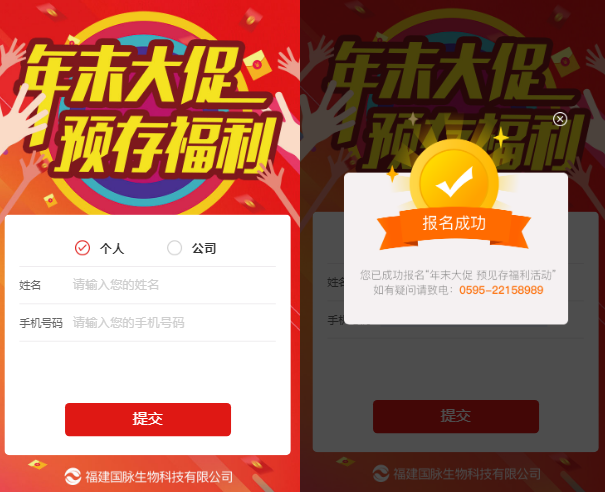 年末大促
预存福利
个人
公司
姓名
请输入您的姓名
手机号码
请输入您的手机号码
提交
福建国脉生物科技有限公司
年末大促
预存福利
报名成功
您已成功报名“年末大促 预见存福利活动”
如有疑问请致电：0595-22158989
姓名
手机
提交
福建国脉生物科技有限公司